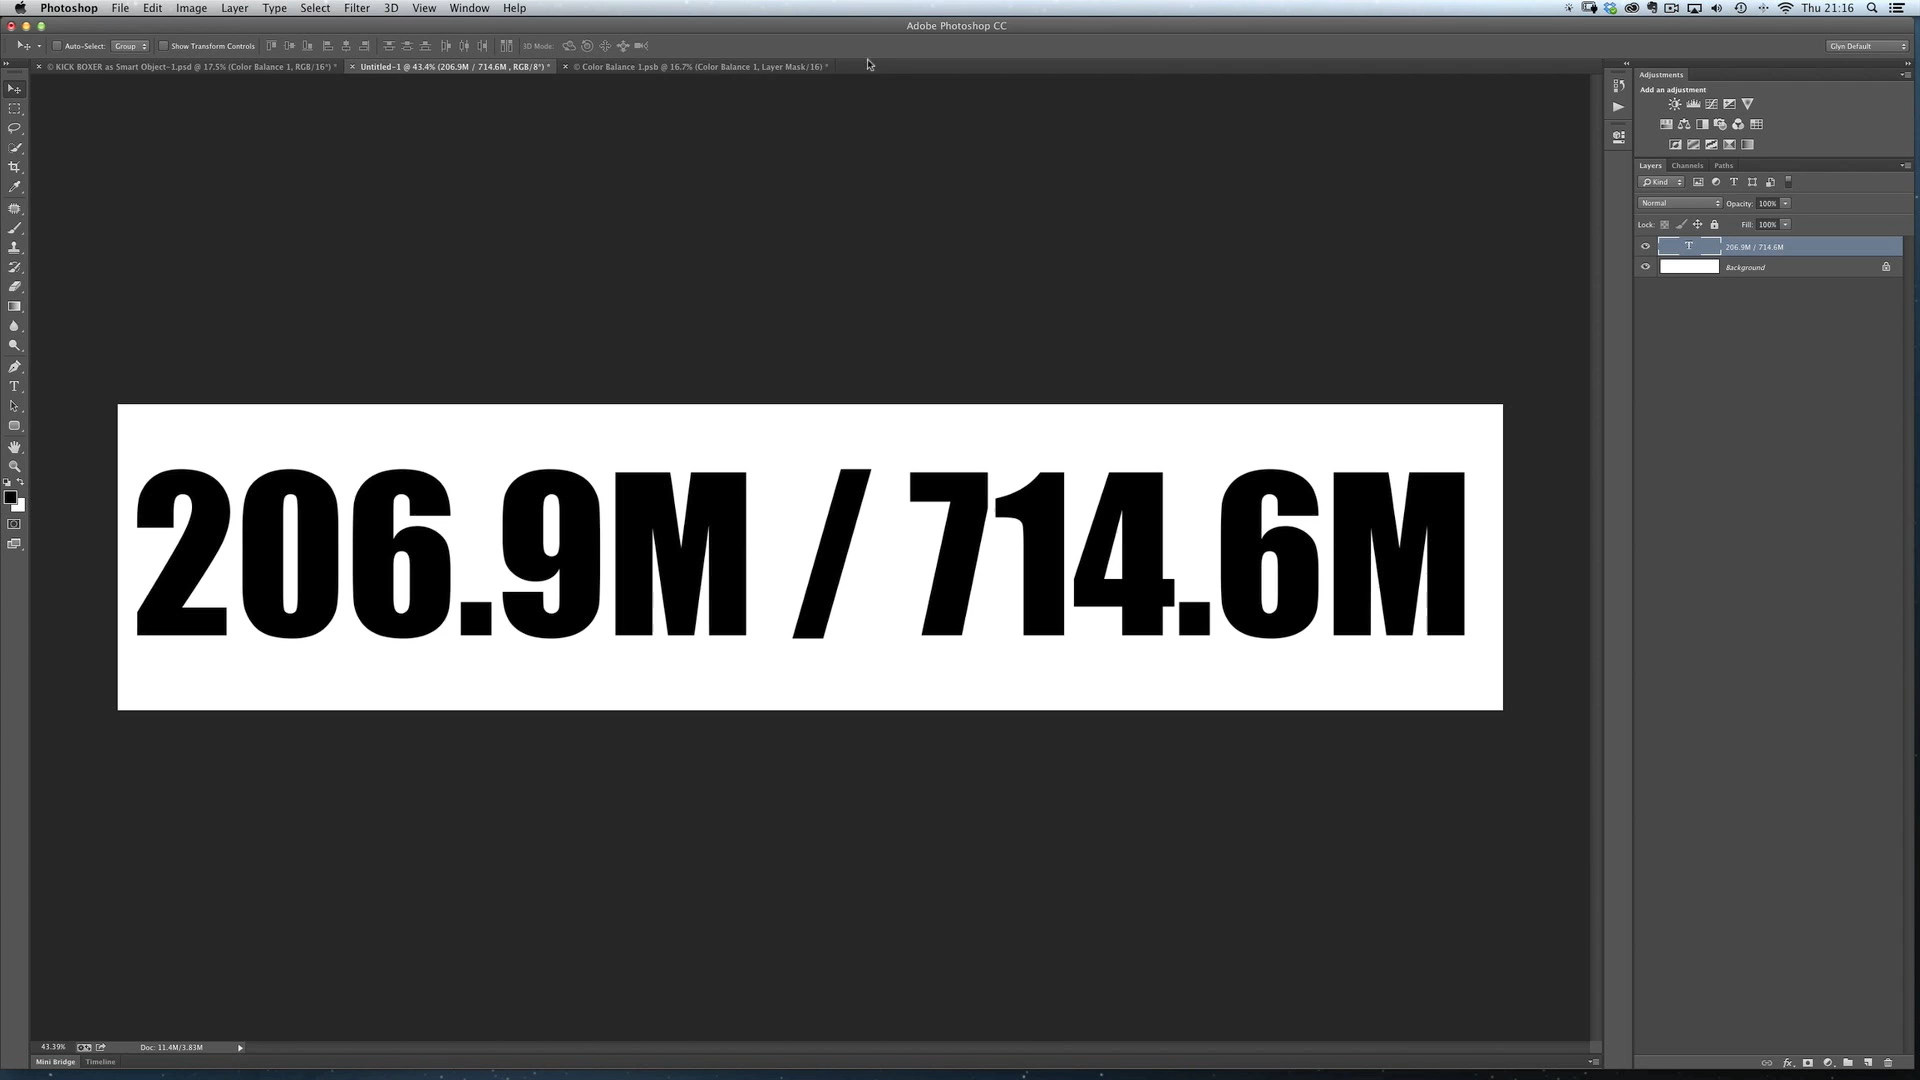 Photoshop File Edit Image Layer Type Select Filter 3D View Window Help Thu 21:16
Adobe Photoshop CC
Auto-Select: Group Show Transform Controls 3D Mode: Glyn Default
× © KICK BOXER as Smart Object-1.psd @ 17.5% (Color Balance 1, RGB/16*) * × Untitled-1 @ 43.4% (206.9M / 714.6M , RGB/8*) * × © Color Balance 1.psb @ 16.7% (Color Balance 1, Layer Mask/16) *
Adjustments
Add an adjustment
Layers Channels Paths
Kind T
Normal Opacity: 100%
Lock: Fill: 100%
T 206.9M / 714.6M
Background
206.9M / 714.6M
43.39% Doc: 11.4M/3.83M
Mini Bridge Timeline fx